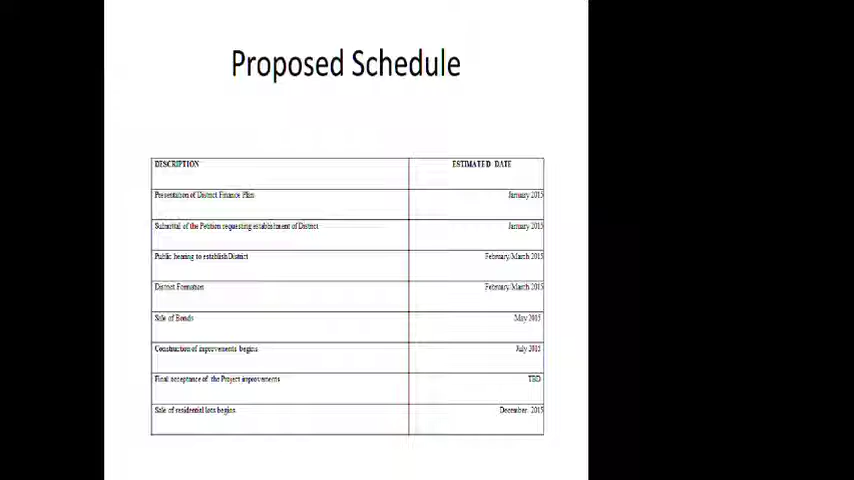 Proposed Schedule
DESCRIPTION ESTIMATED DATE
Presentation of District Finance Plan January 2015
Submittal of the Petition requesting establishment of District January 2015
Public hearing to establish District February/March 2015
District Formation February/March 2015
Sale of Bonds May 2015
Construction of improvements begins July 2015
Final acceptance of the Project improvements TBD
Sale of residential lots begins December 2015